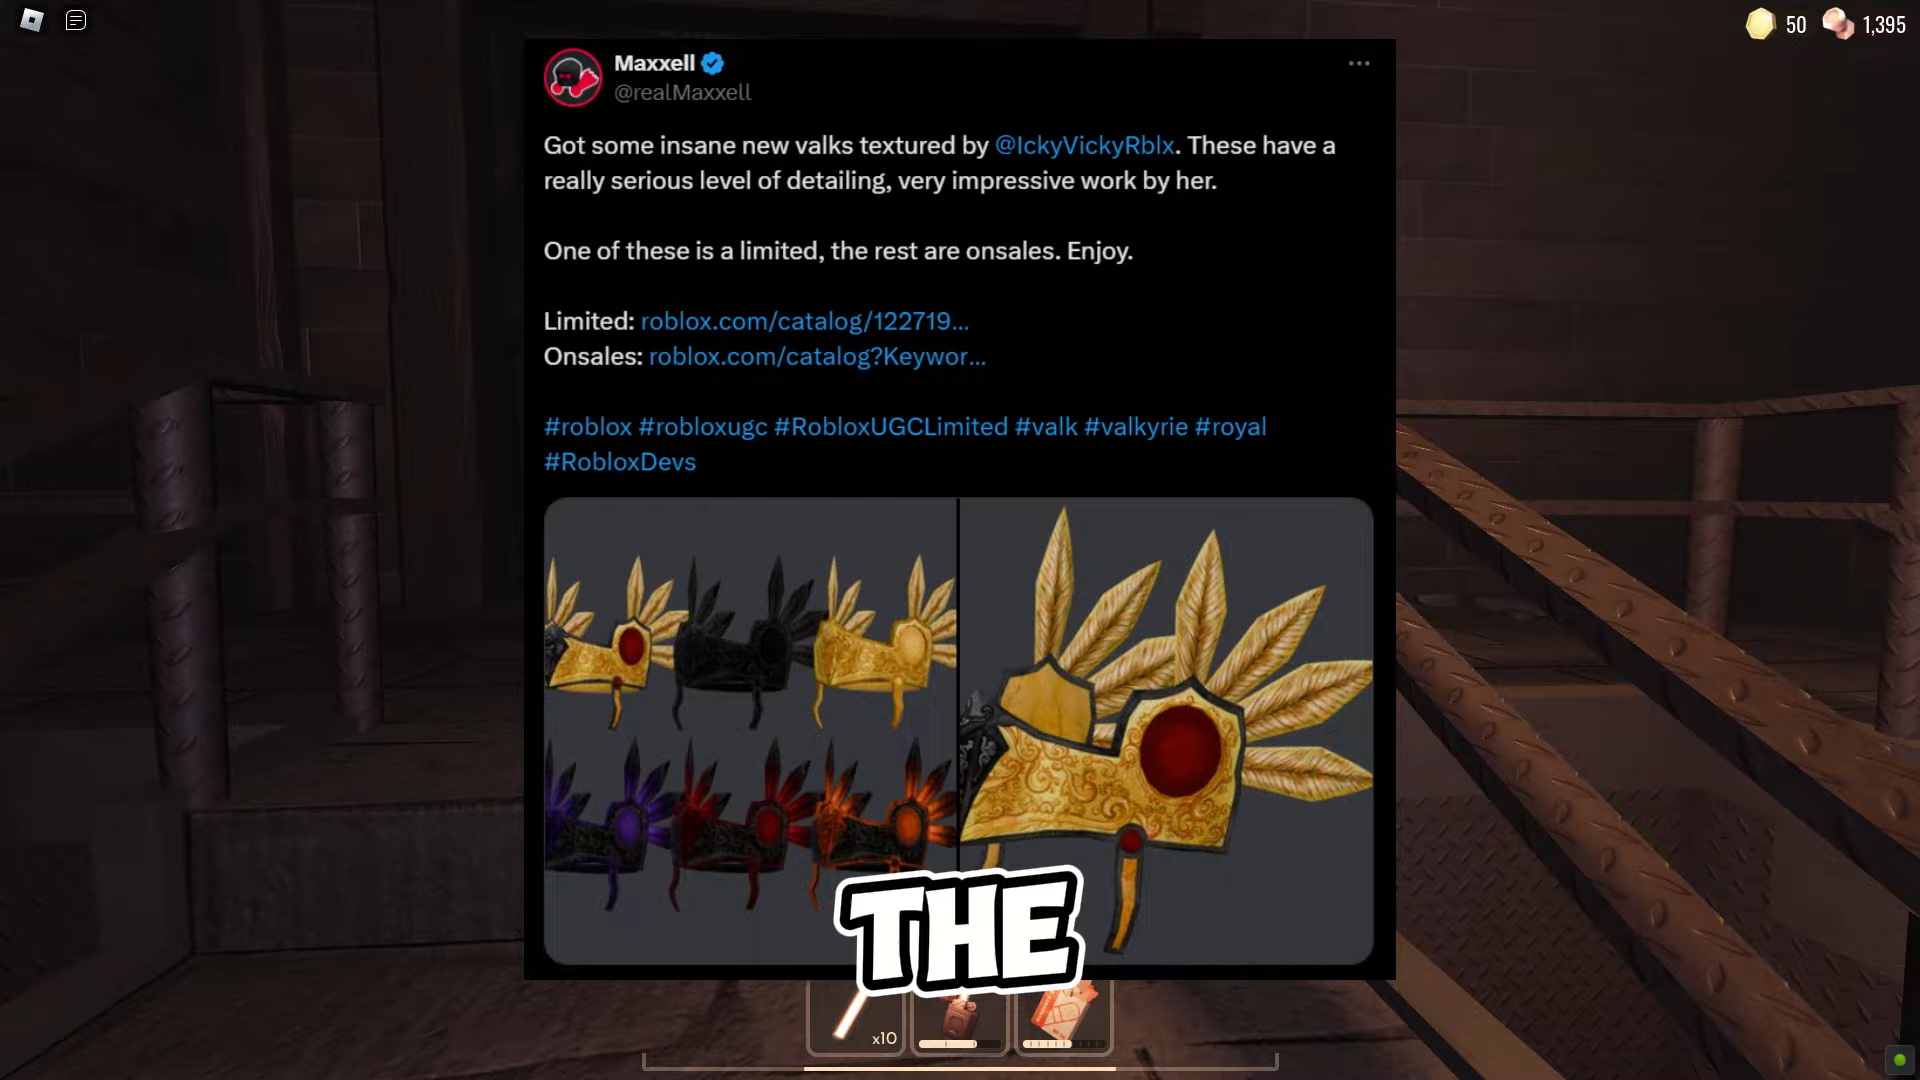 50 1,395
Maxxell
@realMaxxell
Got some insane new valks textured by @IckyVickyRblx. These have a
really serious level of detailing, very impressive work by her.
One of these is a limited, the rest are onsales. Enjoy.
Limited: roblox.com/catalog/122719...
Onsales: roblox.com/catalog?Keywor...
#roblox #robloxugc #RobloxUGCLimited #valk #valkyrie #royal
#RobloxDevs
THE
x10